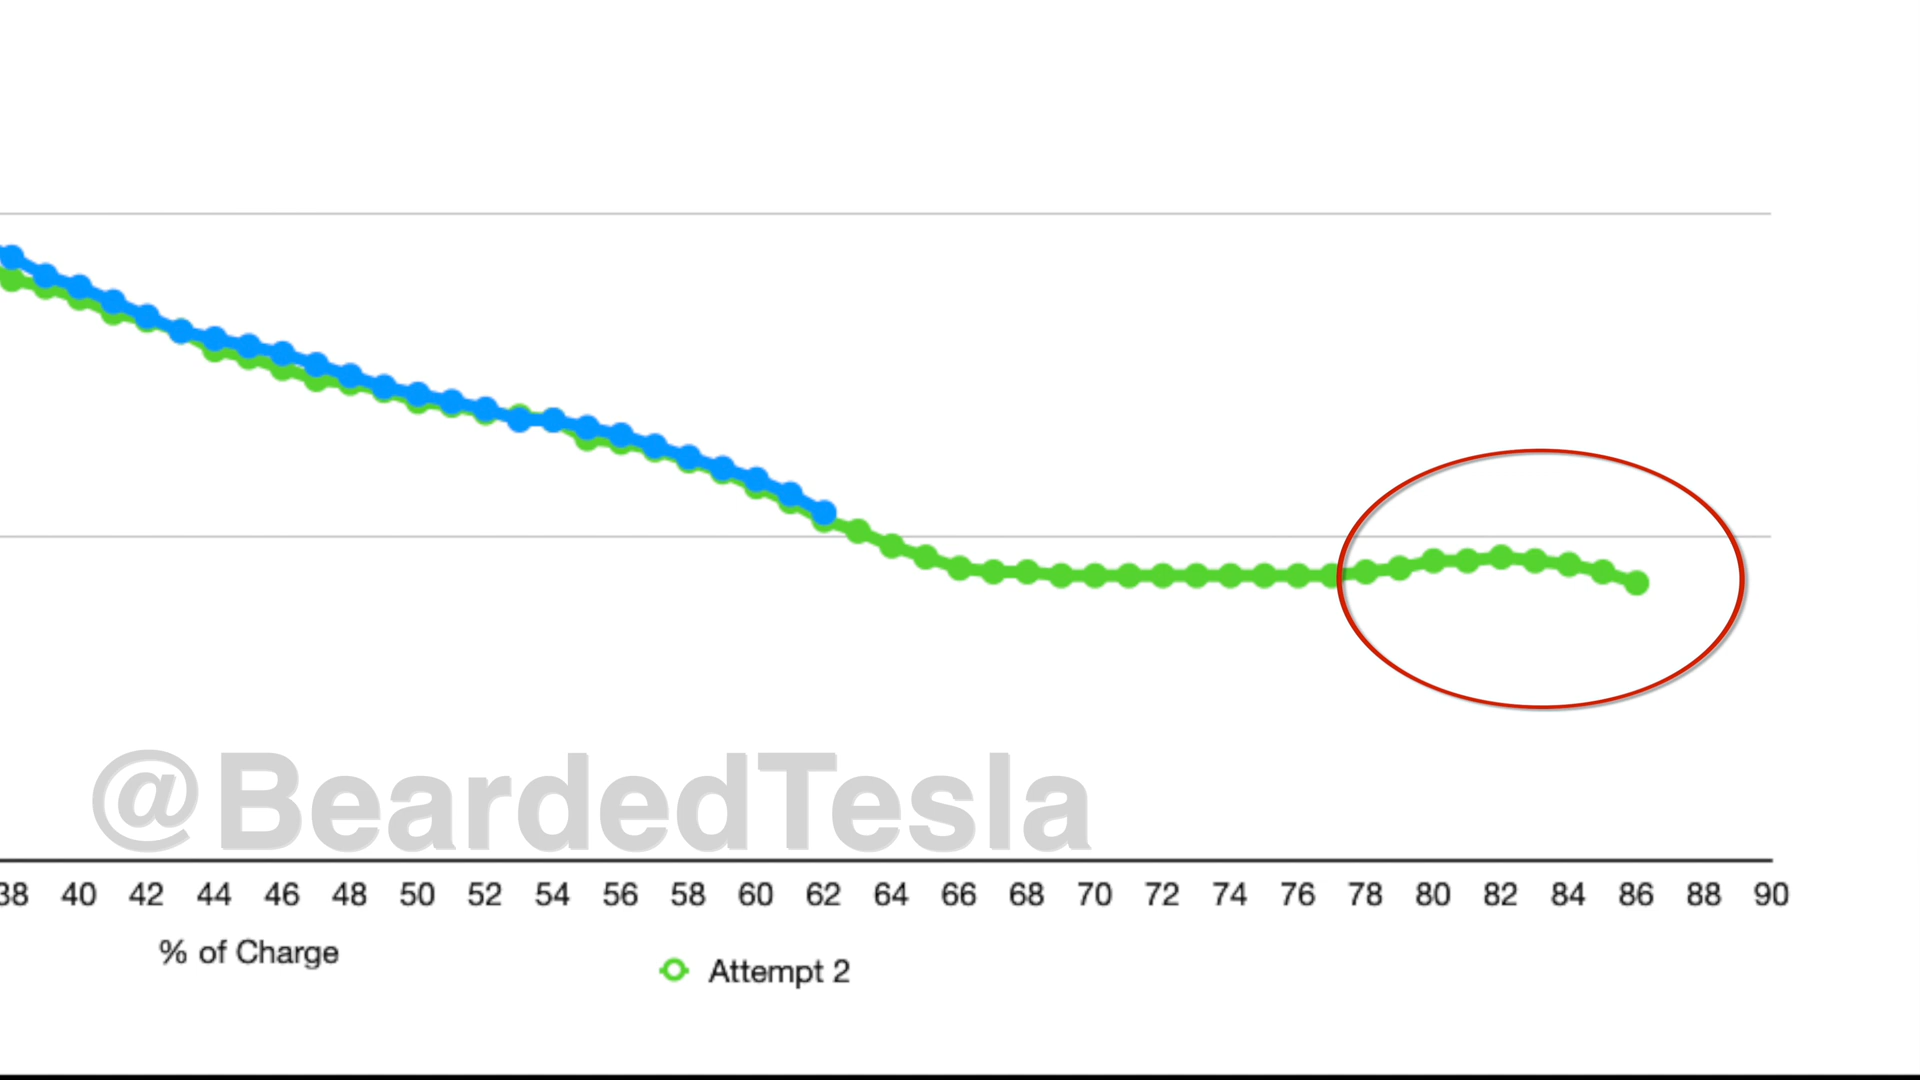 @BeardedTesla
38 40 42 44 46 48 50 52 54 56 58 60 62 64 66 68 70 72 74 76 78 80 82 84 86 88 90
% of Charge
Attempt 2